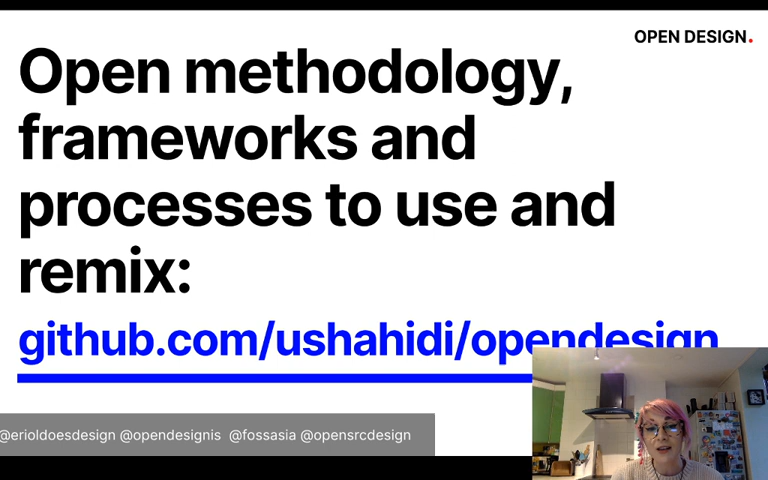 OPEN DESIGN.
Open methodology,
frameworks and
processes to use and
remix:
github.com/ushahidi/opendesign
@erioldoesdesign @opendesignis @fossasia @opensrcdesign